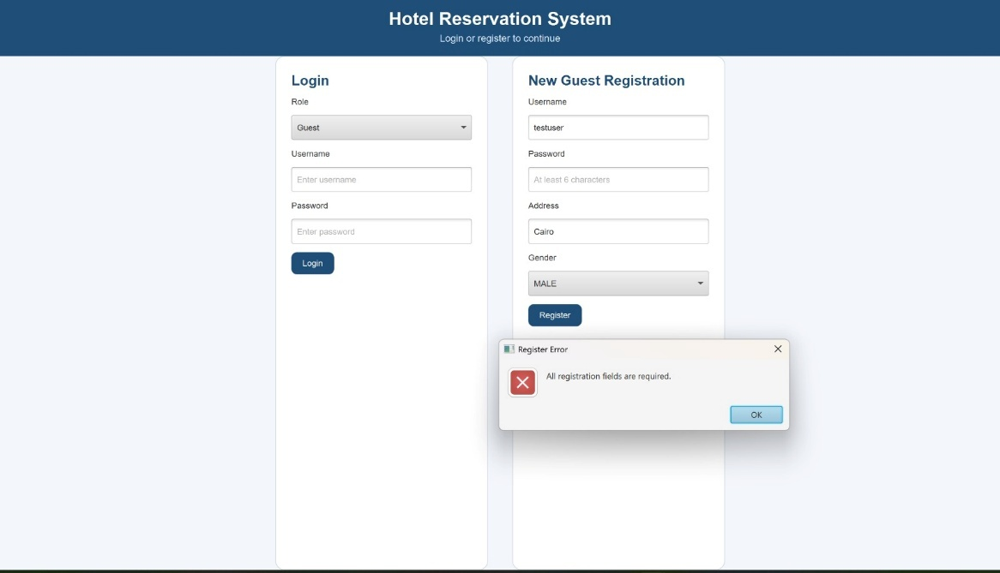 Hotel Reservation System
Login or register to continue
Login
Role
Guest
Username
Enter username
Password
Enter password
Login
New Guest Registration
Username
testuser
Password
At least 6 characters
Address
Cairo
Gender
MALE
Register
Register Error
All registration fields are required.
OK